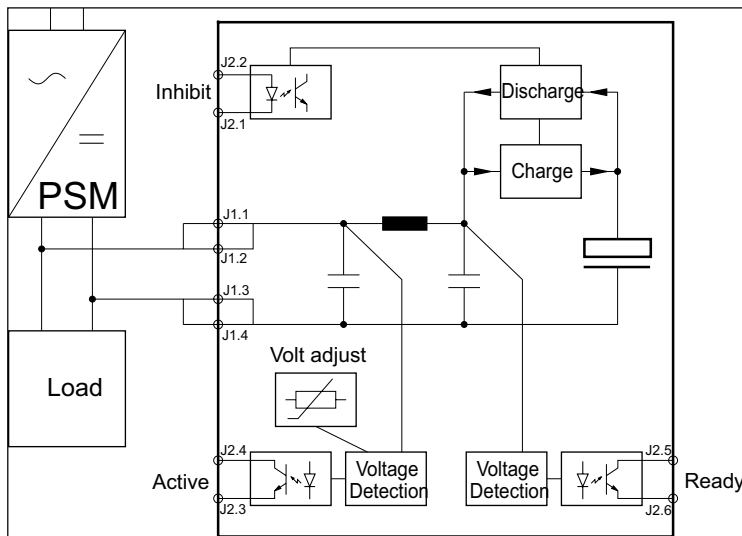 J2.2
Inhibit
J2.1
Discharge
Charge
PSM
J1.1
J1.2
J1.3
J1.4
Load
Volt adjust
J2.4
Active
J2.3
Voltage
Detection
Voltage
Detection
J2.5
Ready
J2.6